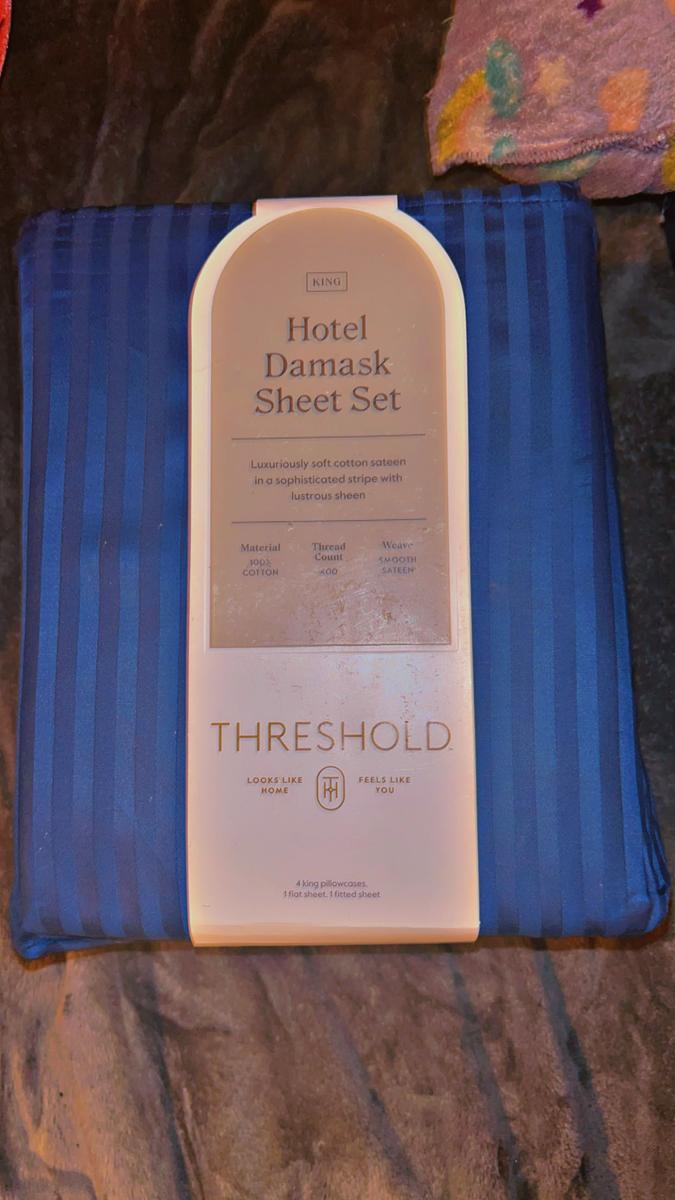 KING
Hotel
Damask
Sheet Set
Luxuriously soft cotton sateen
in a sophisticated stripe with
lustrous sheen
Material
100%
COTTON
Thread
Count
400
Weave
SMOOTH
SATEEN
THRESHOLD
LOOKS LIKE
HOME
FEELS LIKE
YOU
4 king pillowcases,
1 flat sheet, 1 fitted sheet